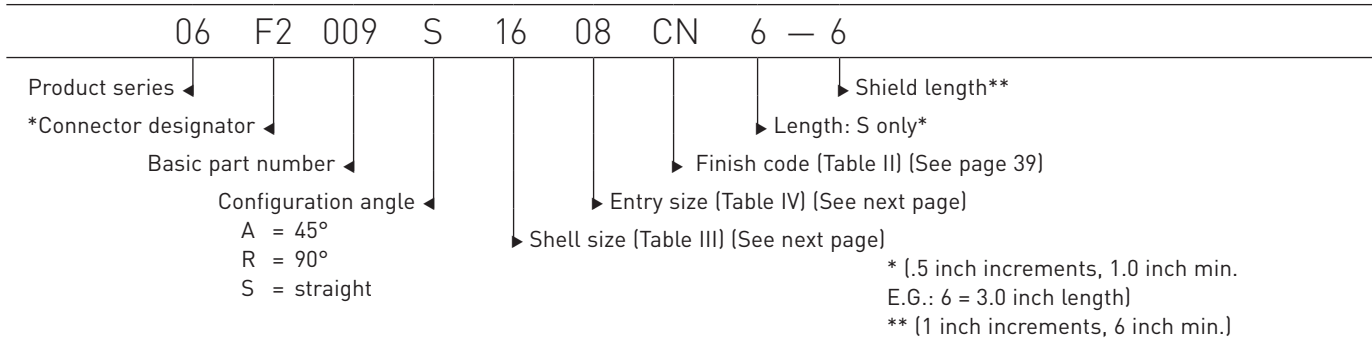 06 F2 009 S 16 08 CN 6 — 6
Product series
Shield length**
*Connector designator
Length: S only*
Basic part number
Finish code (Table II) (See page 39)
Configuration angle
Entry size (Table IV) (See next page)
A = 45°
Shell size (Table III) (See next page)
R = 90°
S = straight
* (.5 inch increments, 1.0 inch min.
E.G.: 6 = 3.0 inch length)
** (1 inch increments, 6 inch min.)